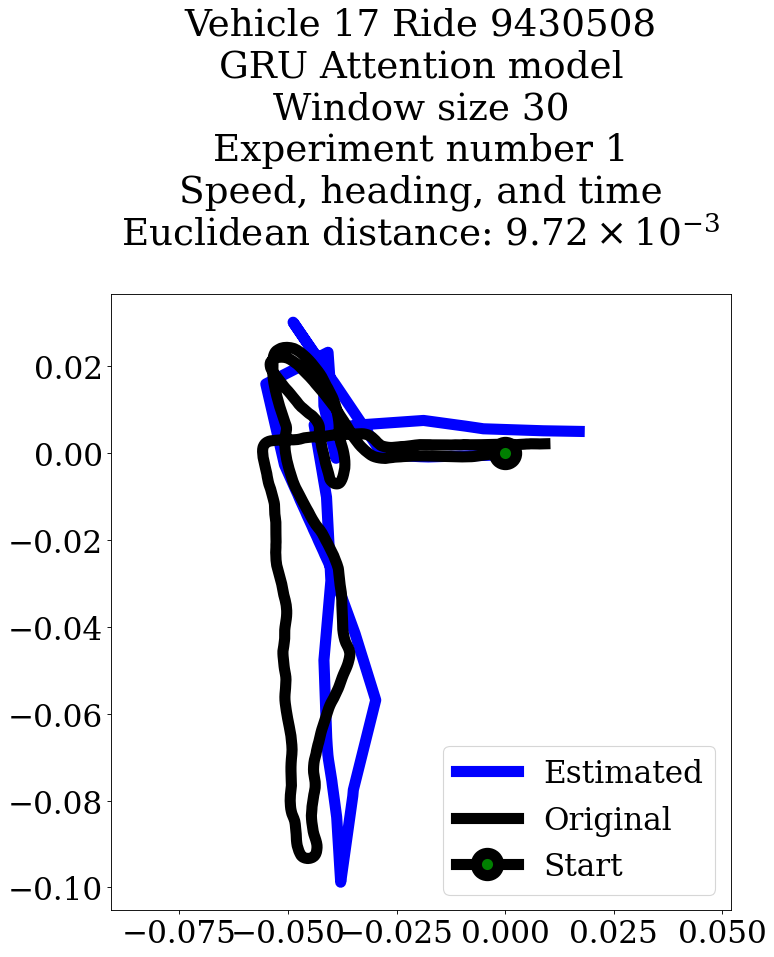 Vehicle 17 Ride 9430508
GRU Attention model
Window size 30
Experiment number 1
Speed, heading, and time
Euclidean distance: 9.72 × 10⁻³
0.02
0.00
−0.02
−0.04
−0.06
−0.08
−0.10
Estimated
Original
Start
−0.075 −0.050 −0.025 0.000 0.025 0.050